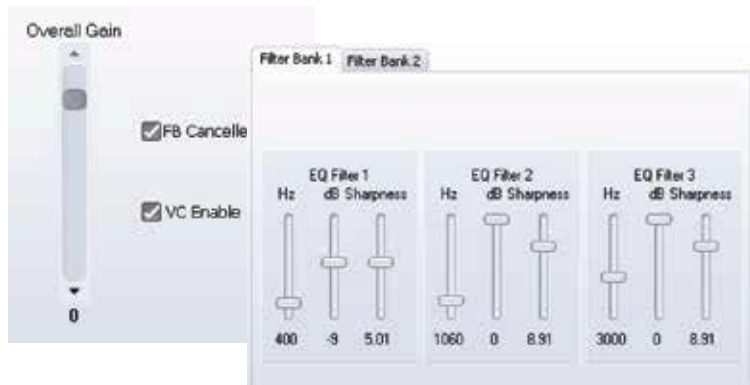 Overall Gain
FB Cancelle
VC Enable
0
Filter Bank 1 Filter Bank 2
EQ Filter 1
Hz dB Sharpness
400 -9 5.01
EQ Filter 2
Hz dB Sharpness
1060 0 8.91
EQ Filter 3
Hz dB Sharpness
3000 0 8.91